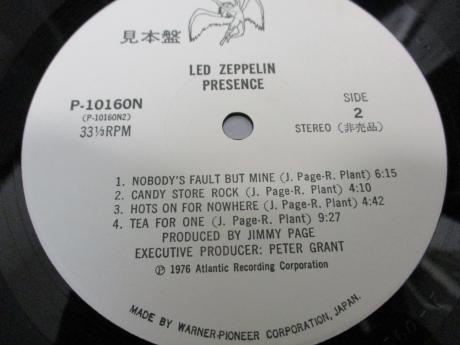 見本盤
LED ZEPPELIN
PRESENCE
P-10160N
(P-10160N2)
33⅓RPM
SIDE
2
STEREO (非売品)
1. NOBODY'S FAULT BUT MINE (J. Page-R. Plant) 6:15
2. CANDY STORE ROCK (J. Page-R. Plant) 4:10
3. HOTS ON FOR NOWHERE (J. Page-R. Plant) 4:42
4. TEA FOR ONE (J. Page-R. Plant) 9:27
PRODUCED BY JIMMY PAGE
EXECUTIVE PRODUCER: PETER GRANT
℗ 1976 Atlantic Recording Corporation
MADE BY WARNER-PIONEER CORPORATION, JAPAN.